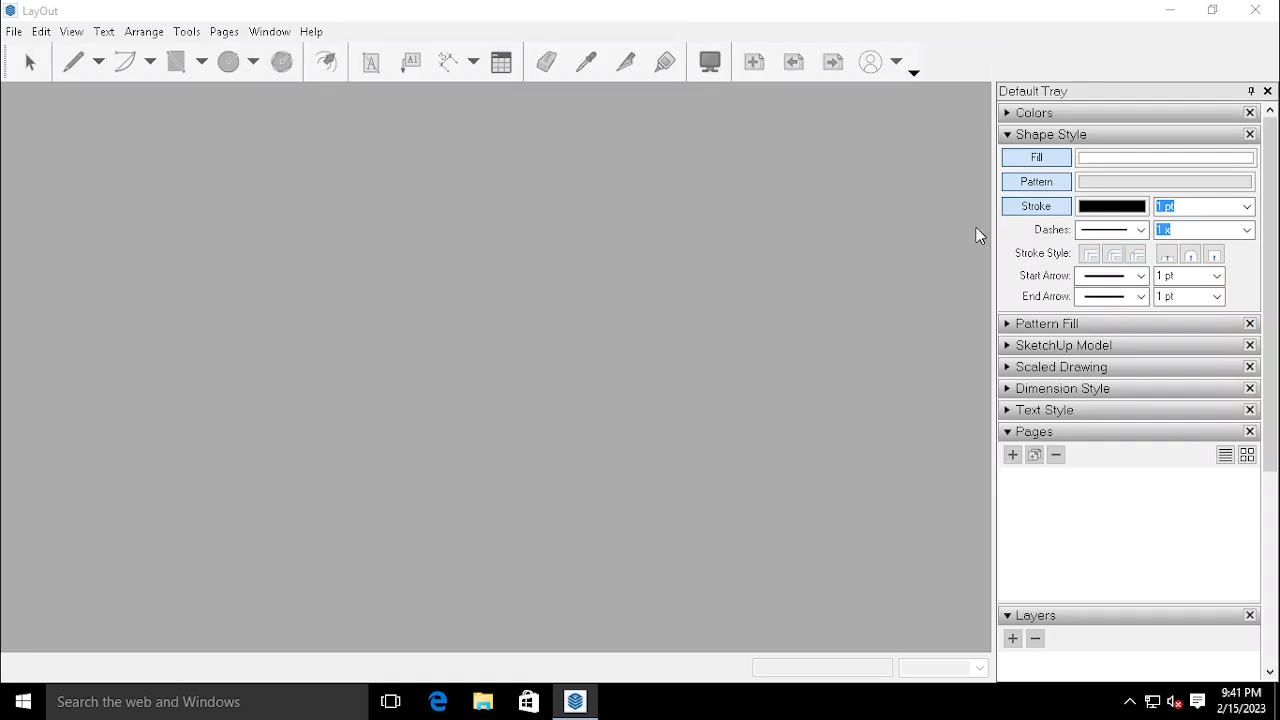 LayOut
File Edit View Text Arrange Tools Pages Window Help
A A1
Default Tray
Colors
Shape Style
Fill
Pattern
Stroke 1 pt
Dashes: 1 x
Stroke Style:
Start Arrow: 1 pt
End Arrow: 1 pt
Pattern Fill
SketchUp Model
Scaled Drawing
Dimension Style
Text Style
Pages
Layers
Search the web and Windows
9:41 PM
2/15/2023